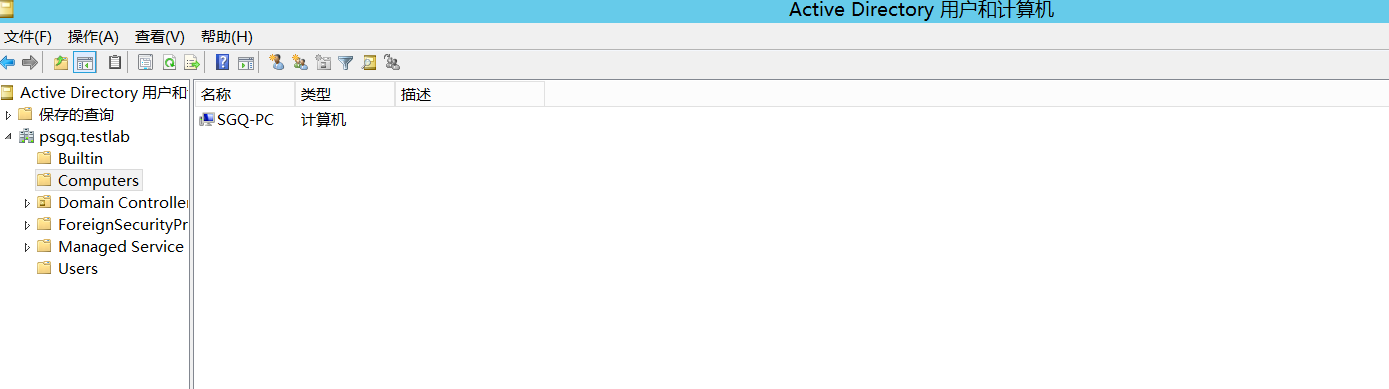 Active Directory 用户和计算机
文件(F) 操作(A) 查看(V) 帮助(H)
Active Directory 用户和
保存的查询
psgq.testlab
Builtin
Computers
Domain Controlle
ForeignSecurityPr
Managed Service
Users
名称 类型 描述
SGQ-PC 计算机